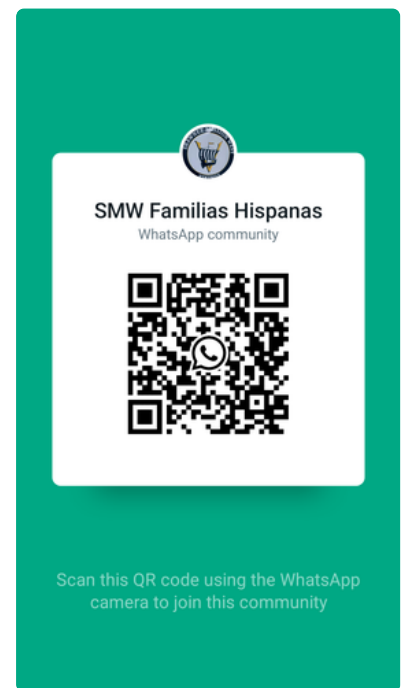 SMW Familias Hispanas
WhatsApp community
Scan this QR code using the WhatsApp
camera to join this community